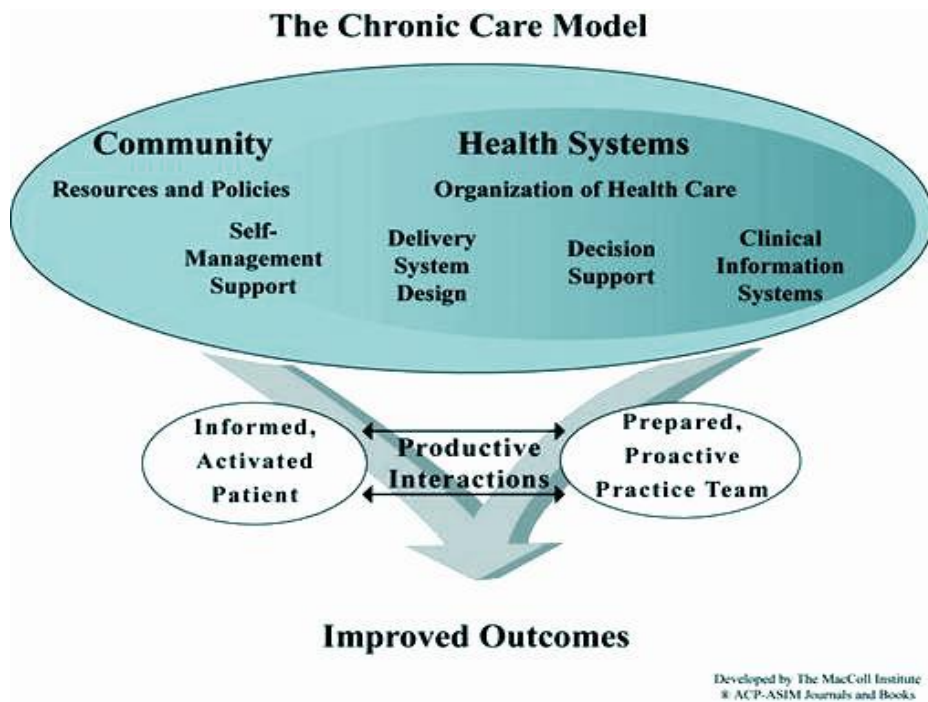 The Chronic Care Model
Community
Health Systems
Resources and Policies
Organization of Health Care
Self-
Management
Support
Delivery
System
Design
Decision
Support
Clinical
Information
Systems
Informed,
Activated
Patient
Productive
Interactions
Prepared,
Proactive
Practice Team
Improved Outcomes
Developed by The MacColl Institute
® ACP-ASIM Journals and Books